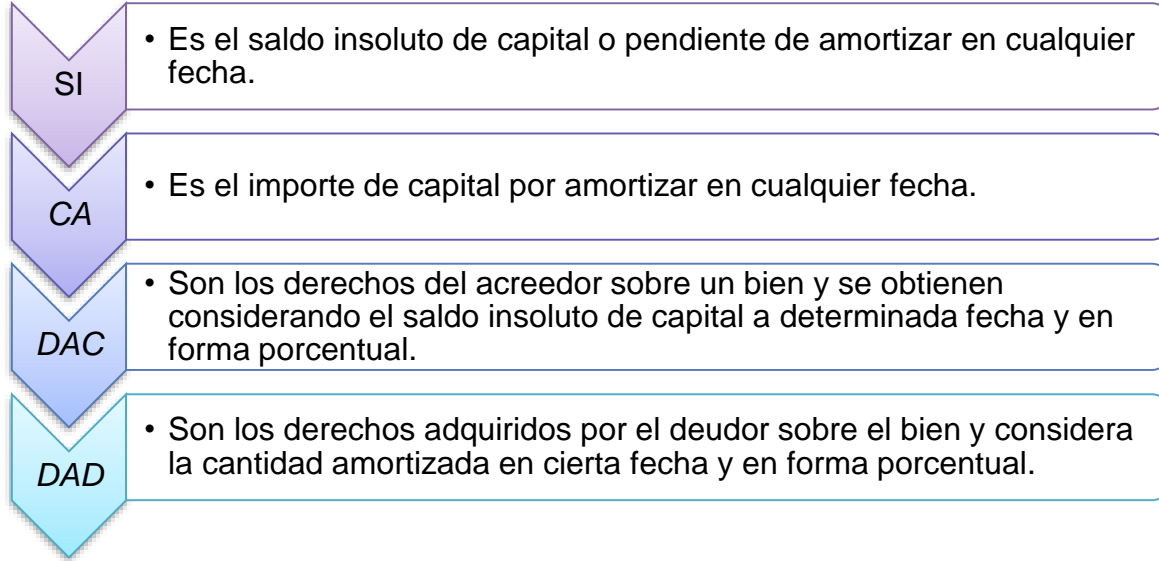 SI
• Es el saldo insoluto de capital o pendiente de amortizar en cualquier
fecha.
CA
• Es el importe de capital por amortizar en cualquier fecha.
DAC
• Son los derechos del acreedor sobre un bien y se obtienen
considerando el saldo insoluto de capital a determinada fecha y en
forma porcentual.
DAD
• Son los derechos adquiridos por el deudor sobre el bien y considera
la cantidad amortizada en cierta fecha y en forma porcentual.